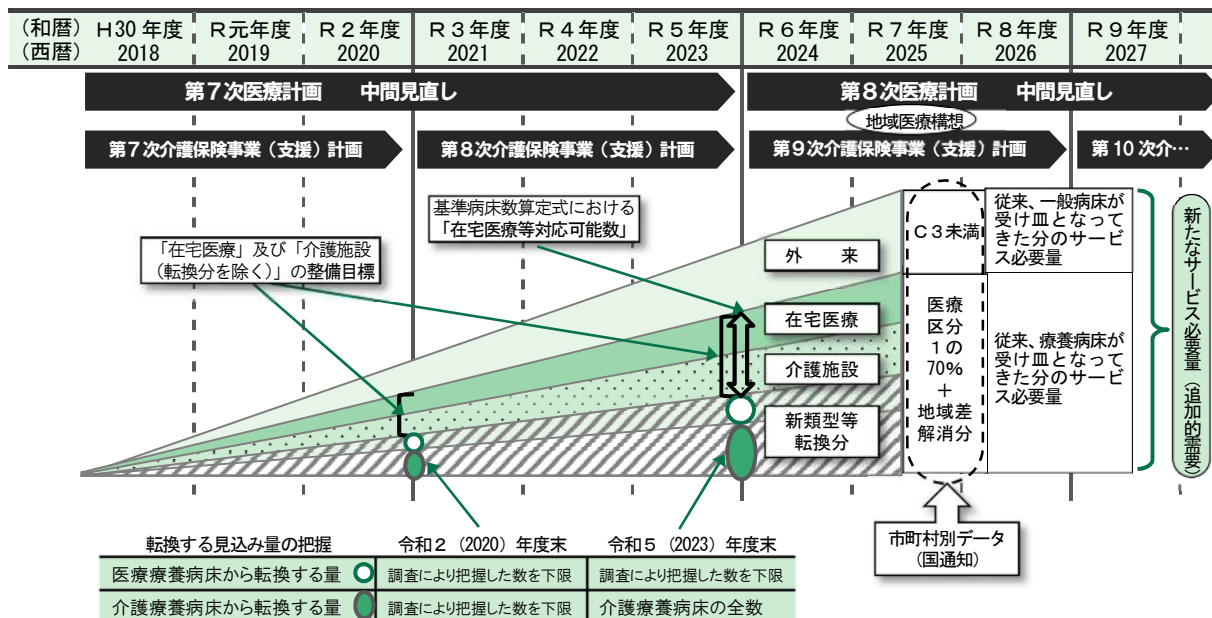 (和暦) H30年度 R元年度 R2年度 R3年度 R4年度 R5年度 R6年度 R7年度 R8年度 R9年度
(西暦) 2018 2019 2020 2021 2022 2023 2024 2025 2026 2027
第7次医療計画 中間見直し
第8次医療計画 中間見直し
地域医療構想
第7次介護保険事業(支援)計画
第8次介護保険事業(支援)計画
第9次介護保険事業(支援)計画
第10次介…
基準病床数算定式における
「在宅医療等対応可能数」
「在宅医療」及び「介護施設
(転換分を除く)」の整備目標
外 来
在宅医療
介護施設
新類型等
転換分
C3未満
医療
区分
1の
70%
+
地域差
解消分
従来、一般病床が
受け皿となって
きた分のサービ
ス必要量
従来、療養病床が
受け皿となって
きた分のサービ
ス必要量
新たなサービス必要量(追加的需要)
市町村別データ
(国通知)
転換する見込み量の把握 令和2(2020)年度末 令和5(2023)年度末
医療療養病床から転換する量 調査により把握した数を下限 調査により把握した数を下限
介護療養病床から転換する量 調査により把握した数を下限 介護療養病床の全数